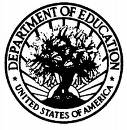 DEPARTMENT OF EDUCATION
UNITED STATES OF AMERICA